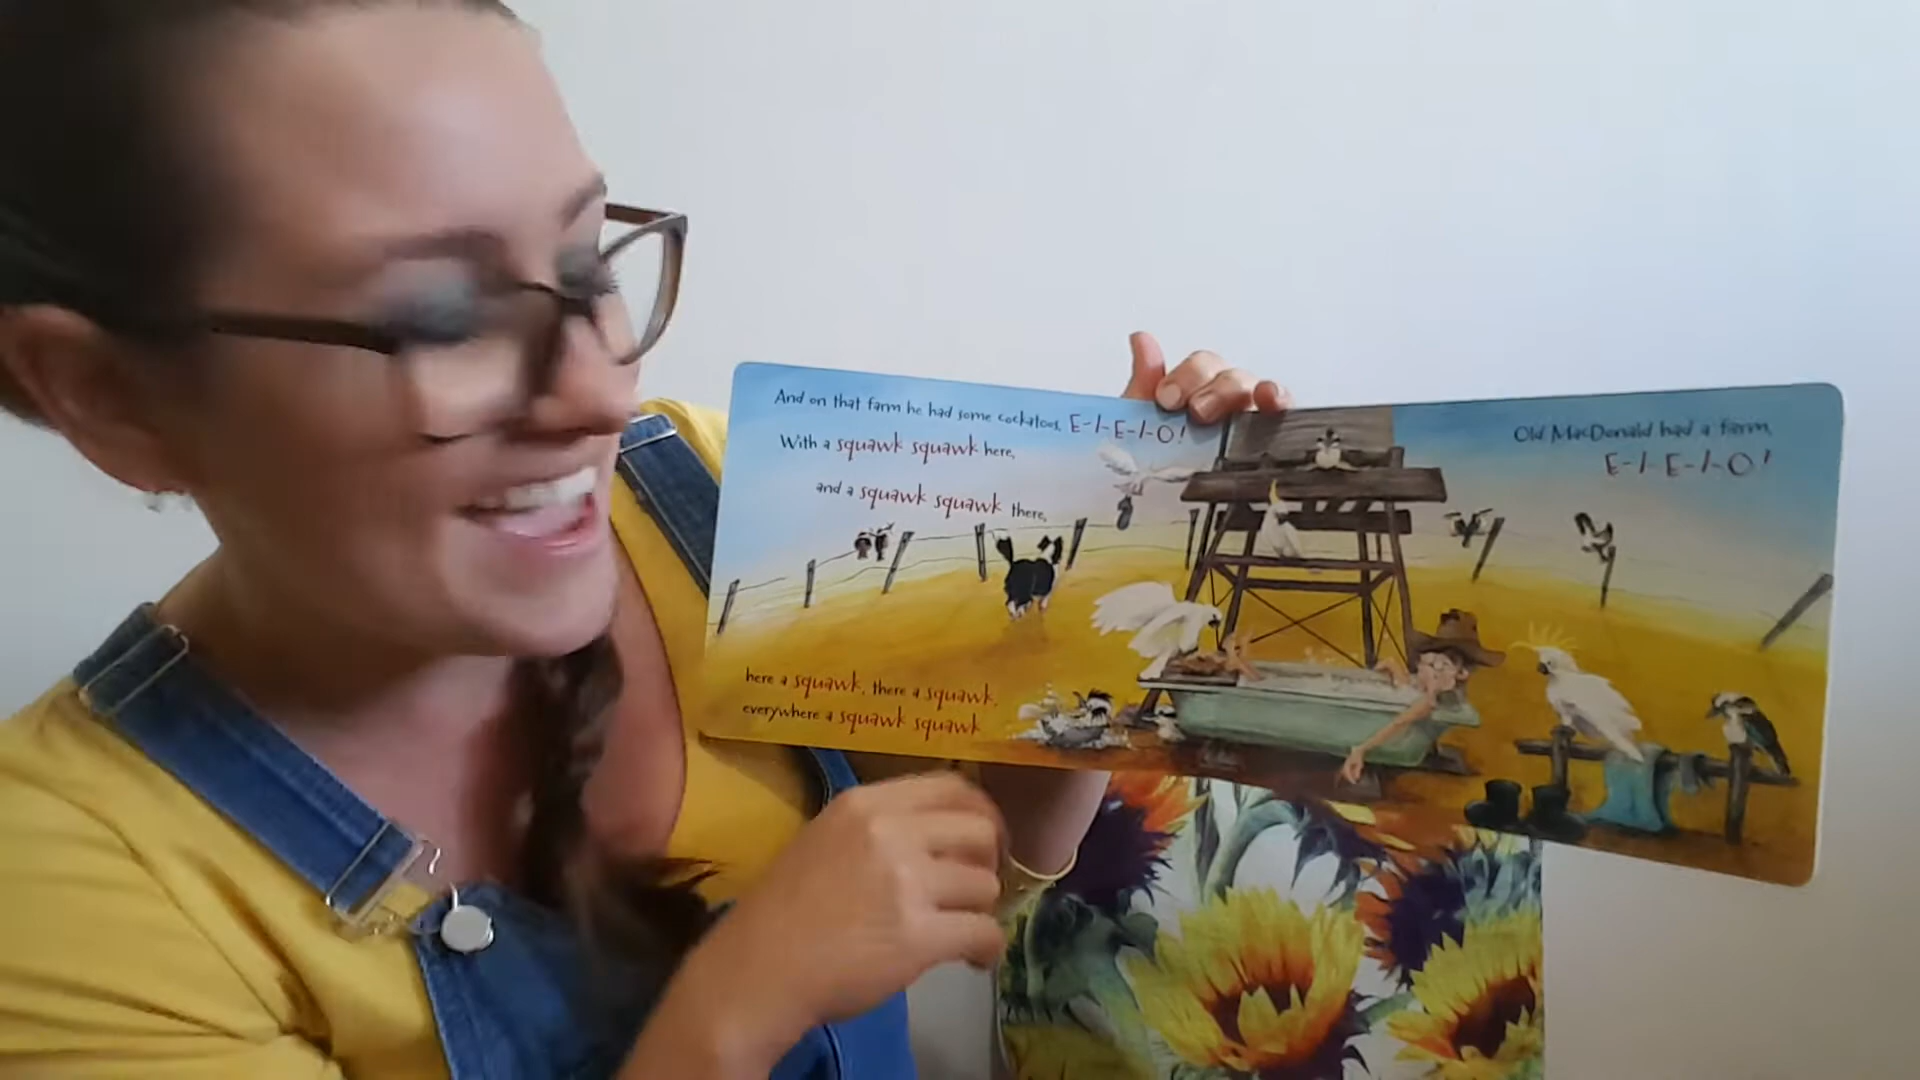 And on that farm he had some cockatoos, E-I-E-I-O!
With a squawk squawk here,
and a squawk squawk there,
here a squawk, there a squawk,
everywhere a squawk squawk
Old MacDonald had a farm,
E-I-E-I-O!